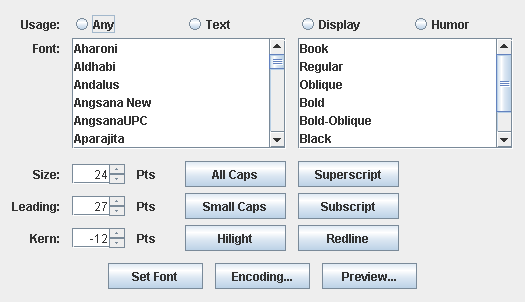 Usage: Any Text Display Humor
Font: Aharoni Book
Aldhabi Regular
Andalus Oblique
Angsana New Bold
AngsanaUPC Bold-Oblique
Aparajita Black
Size: 24 Pts All Caps Superscript
Leading: 27 Pts Small Caps Subscript
Kern: -12 Pts Hilight Redline
Set Font Encoding... Preview...